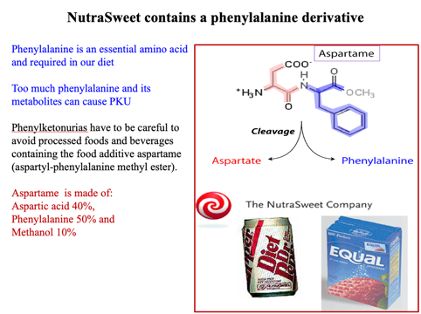 NutraSweet contains a phenylalanine derivative
Phenylalanine is an essential amino acid
and required in our diet
Too much phenylalanine and its
metabolites can cause PKU
Phenylketonurias have to be careful to
avoid processed foods and beverages
containing the food additive aspartame
(aspartyl-phenylalanine methyl ester).
Aspartame is made of:
Aspartic acid 40%,
Phenylalanine 50% and
Methanol 10%
Aspartame
COO-
H
N
O
+H3N
O
OCH3
Cleavage
Aspartate
Phenylalanine
The NutraSweet Company
Diet
EQUAL